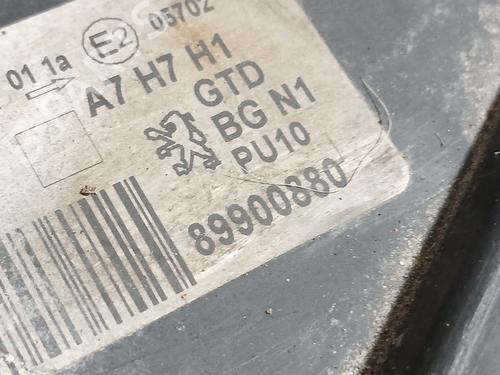 01 1a E2 05702
A7 H7 H1
GTD
BG N1
PU10
89900880